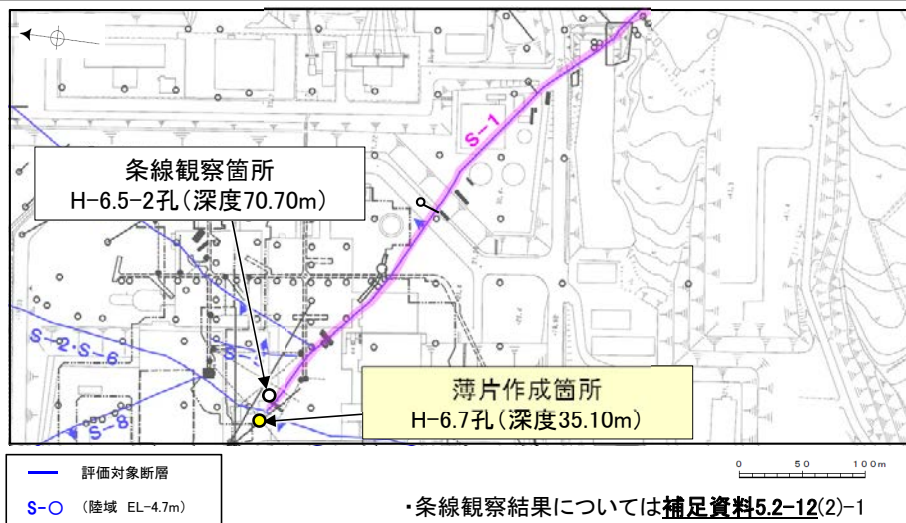 S-1
条線観察箇所
H-6.5-2孔(深度70.70m)
S-2・S-6
S-8
薄片作成箇所
H-6.7孔(深度35.10m)
評価対象断層
S-○ (陸域 EL-4.7m)
0 50 100m
・条線観察結果については補足資料5.2-12(2)-1